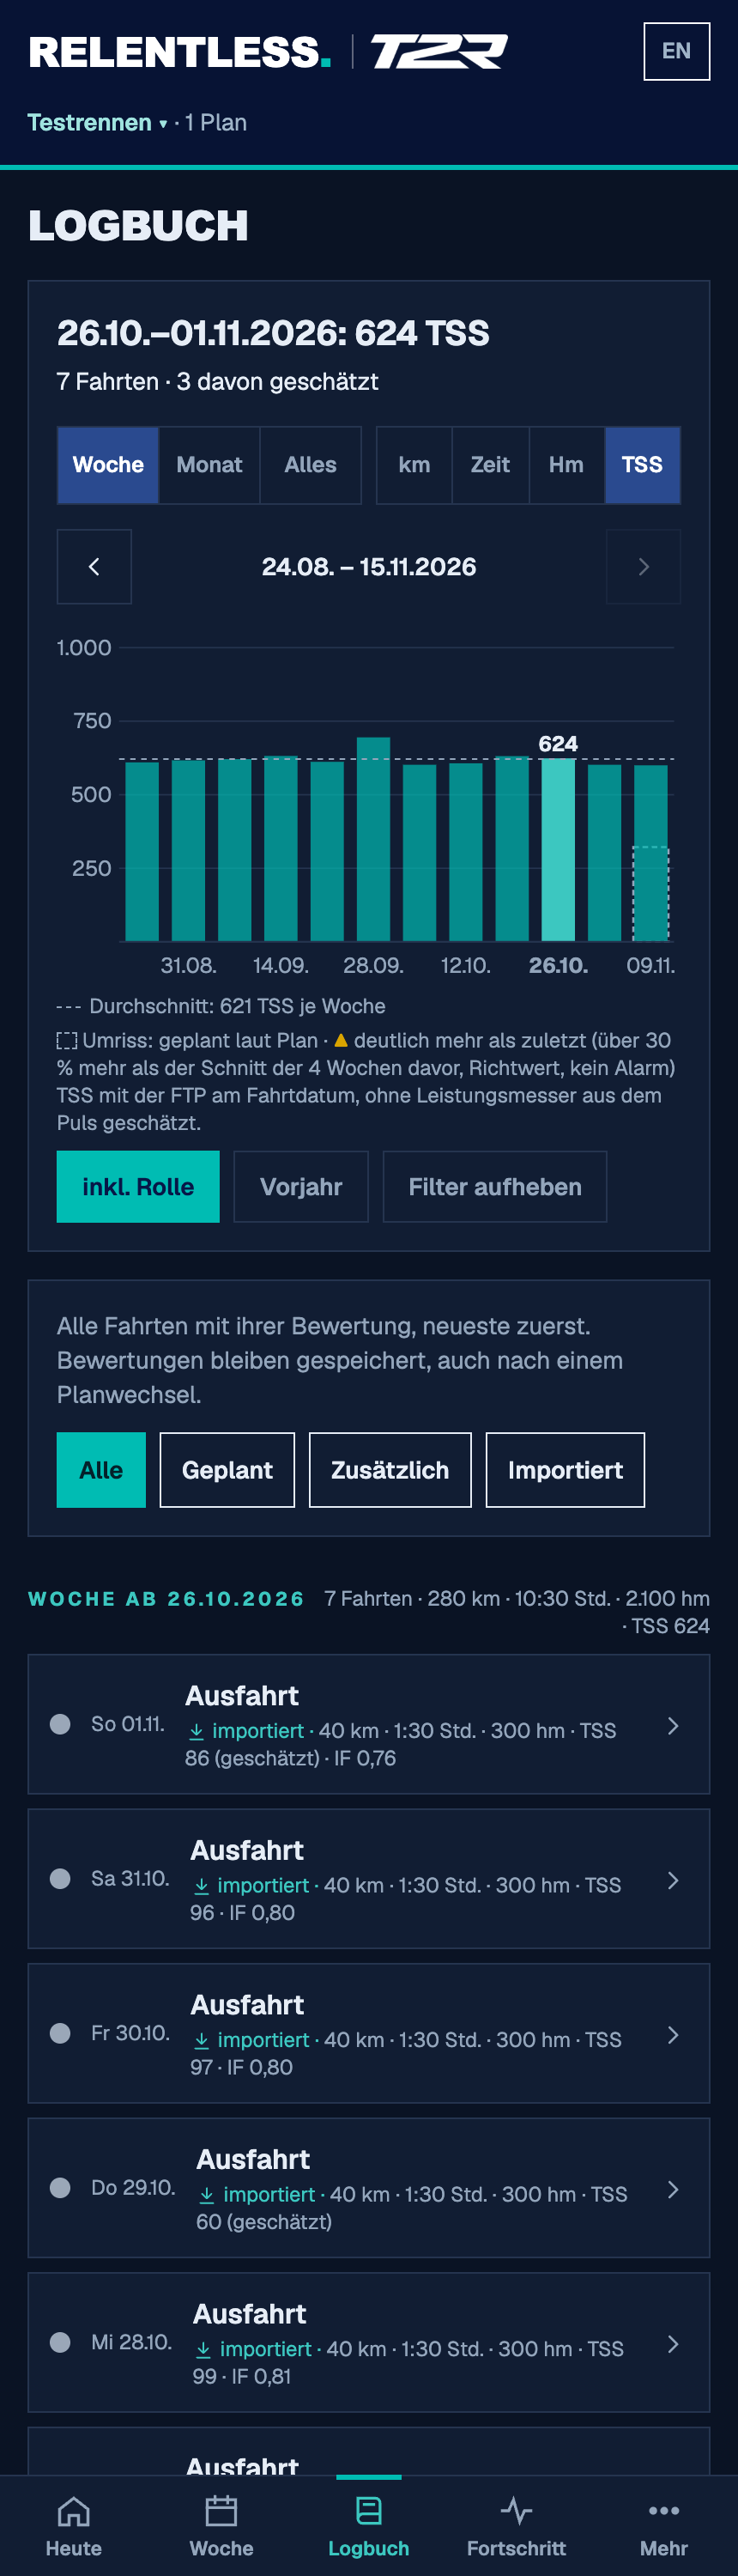 RELENTLESS. | T2R
EN
Testrennen ▾ · 1 Plan
LOGBUCH
26.10.–01.11.2026: 624 TSS
7 Fahrten · 3 davon geschätzt
Woche Monat Alles km Zeit Hm TSS
24.08. – 15.11.2026
1.000
750
624
500
250
31.08. 14.09. 28.09. 12.10. 26.10. 09.11.
Durchschnitt: 621 TSS je Woche
Umriss: geplant laut Plan · ▲ deutlich mehr als zuletzt (über 30
% mehr als der Schnitt der 4 Wochen davor, Richtwert, kein Alarm)
TSS mit der FTP am Fahrtdatum, ohne Leistungsmesser aus dem
Puls geschätzt.
inkl. Rolle Vorjahr Filter aufheben
Alle Fahrten mit ihrer Bewertung, neueste zuerst.
Bewertungen bleiben gespeichert, auch nach einem
Planwechsel.
Alle Geplant Zusätzlich Importiert
WOCHE AB 26.10.2026 7 Fahrten · 280 km · 10:30 Std. · 2.100 hm
· TSS 624
Ausfahrt
So 01.11. importiert · 40 km · 1:30 Std. · 300 hm · TSS
86 (geschätzt) · IF 0,76
Ausfahrt
Sa 31.10. importiert · 40 km · 1:30 Std. · 300 hm · TSS
96 · IF 0,80
Ausfahrt
Fr 30.10. importiert · 40 km · 1:30 Std. · 300 hm · TSS
97 · IF 0,80
Ausfahrt
Do 29.10. importiert · 40 km · 1:30 Std. · 300 hm · TSS
60 (geschätzt)
Ausfahrt
Mi 28.10. importiert · 40 km · 1:30 Std. · 300 hm · TSS
99 · IF 0,81
Ausfahrt
Heute Woche Logbuch Fortschritt Mehr